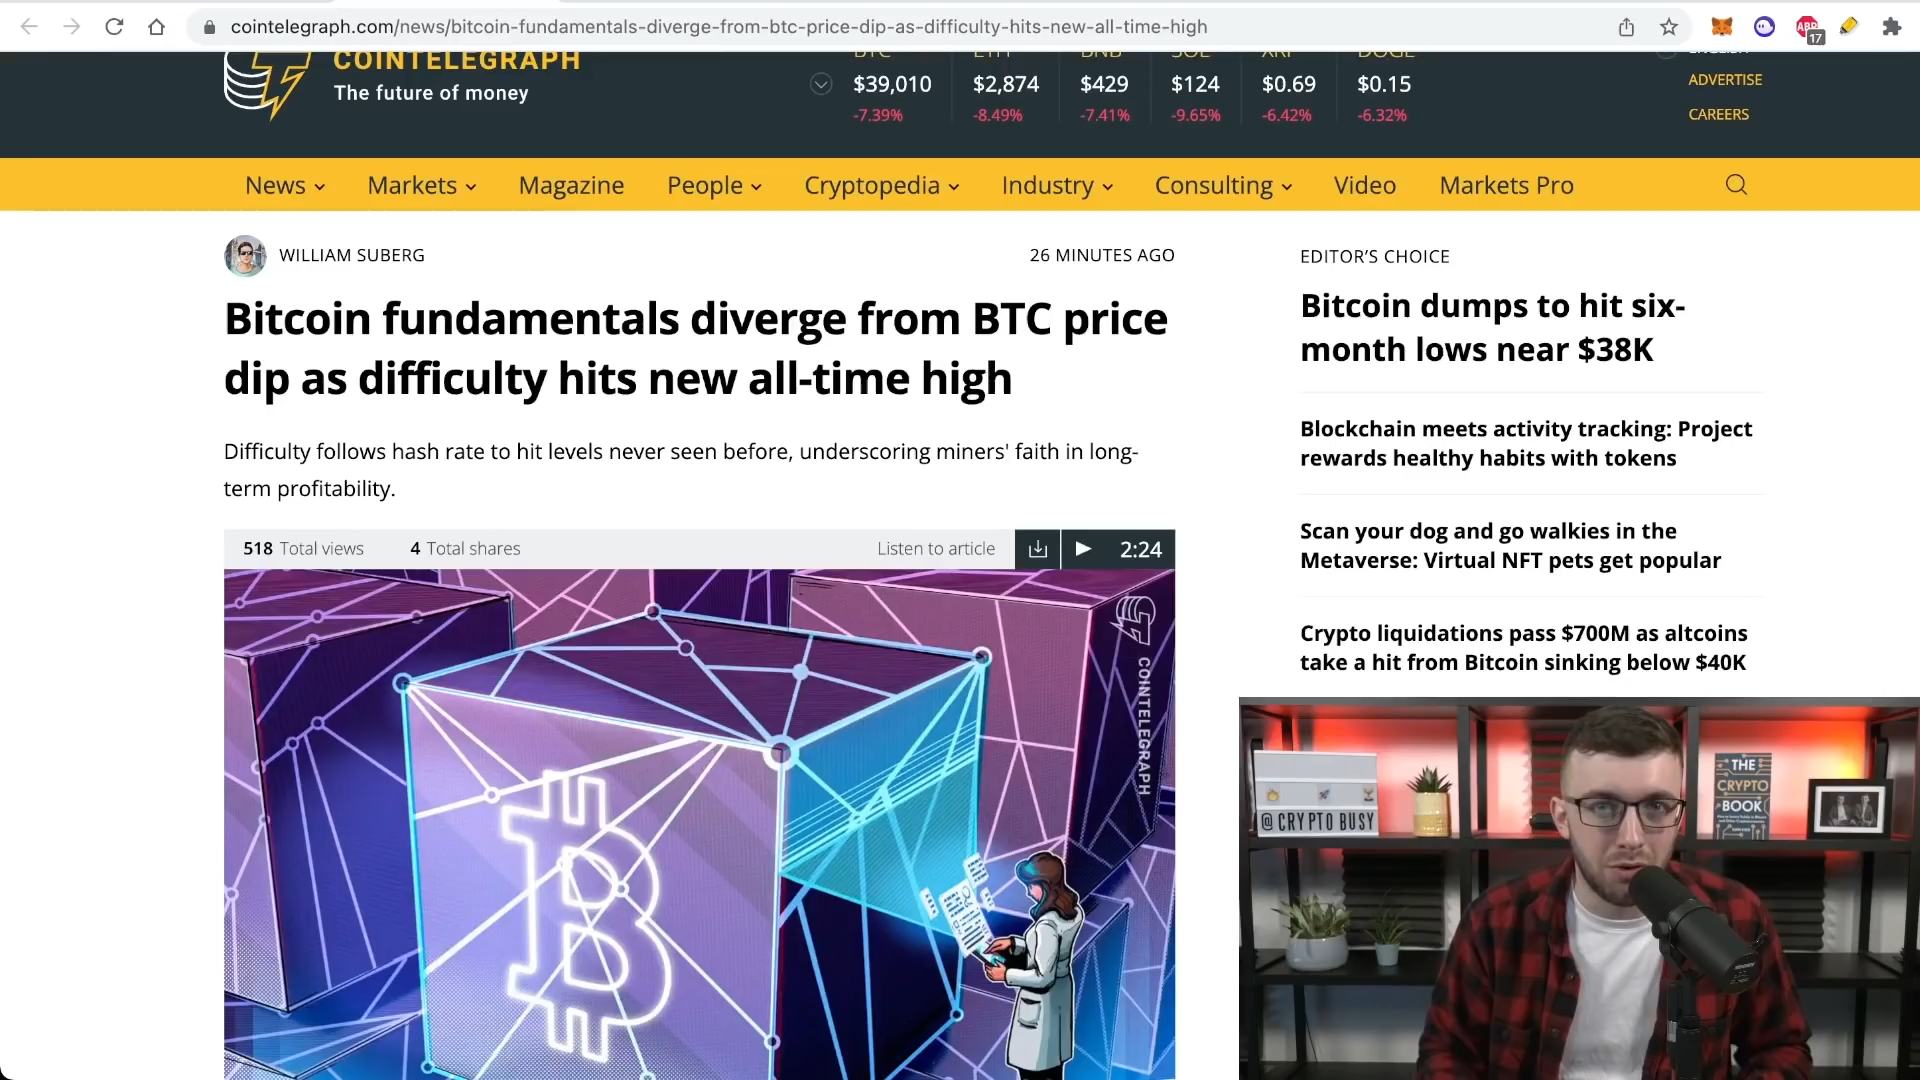 cointelegraph.com/news/bitcoin-fundamentals-diverge-from-btc-price-dip-as-difficulty-hits-new-all-time-high
ABP
17
COINTELEGRAPH
The future of money
BTC ETH BNB SOL XRP DOGE
$39,010 $2,874 $429 $124 $0.69 $0.15
-7.39% -8.49% -7.41% -9.65% -6.42% -6.32%
ENGLISH
ADVERTISE
CAREERS
News Markets Magazine People Cryptopedia Industry Consulting Video Markets Pro
WILLIAM SUBERG
26 MINUTES AGO
Bitcoin fundamentals diverge from BTC price
dip as difficulty hits new all-time high
Difficulty follows hash rate to hit levels never seen before, underscoring miners' faith in long-
term profitability.
518 Total views 4 Total shares
Listen to article 2:24
COINTELEGRAPH
EDITOR'S CHOICE
Bitcoin dumps to hit six-
month lows near $38K
Blockchain meets activity tracking: Project
rewards healthy habits with tokens
Scan your dog and go walkies in the
Metaverse: Virtual NFT pets get popular
Crypto liquidations pass $700M as altcoins
take a hit from Bitcoin sinking below $40K
@CRYPTO BUSY
THE
CRYPTO
BOOK